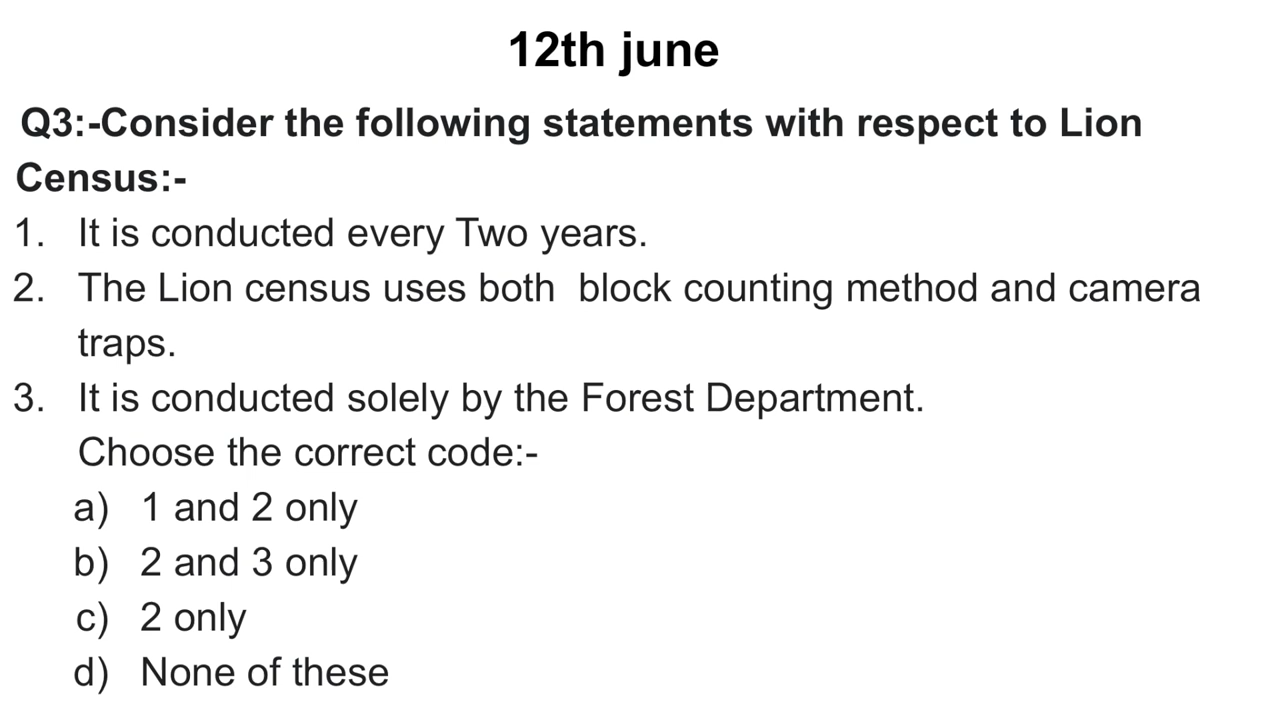 12th june
Q3:-Consider the following statements with respect to Lion
Census:-
1. It is conducted every Two years.
2. The Lion census uses both  block counting method and camera
traps.
3. It is conducted solely by the Forest Department.
Choose the correct code:-
a) 1 and 2 only
b) 2 and 3 only
c) 2 only
d) None of these